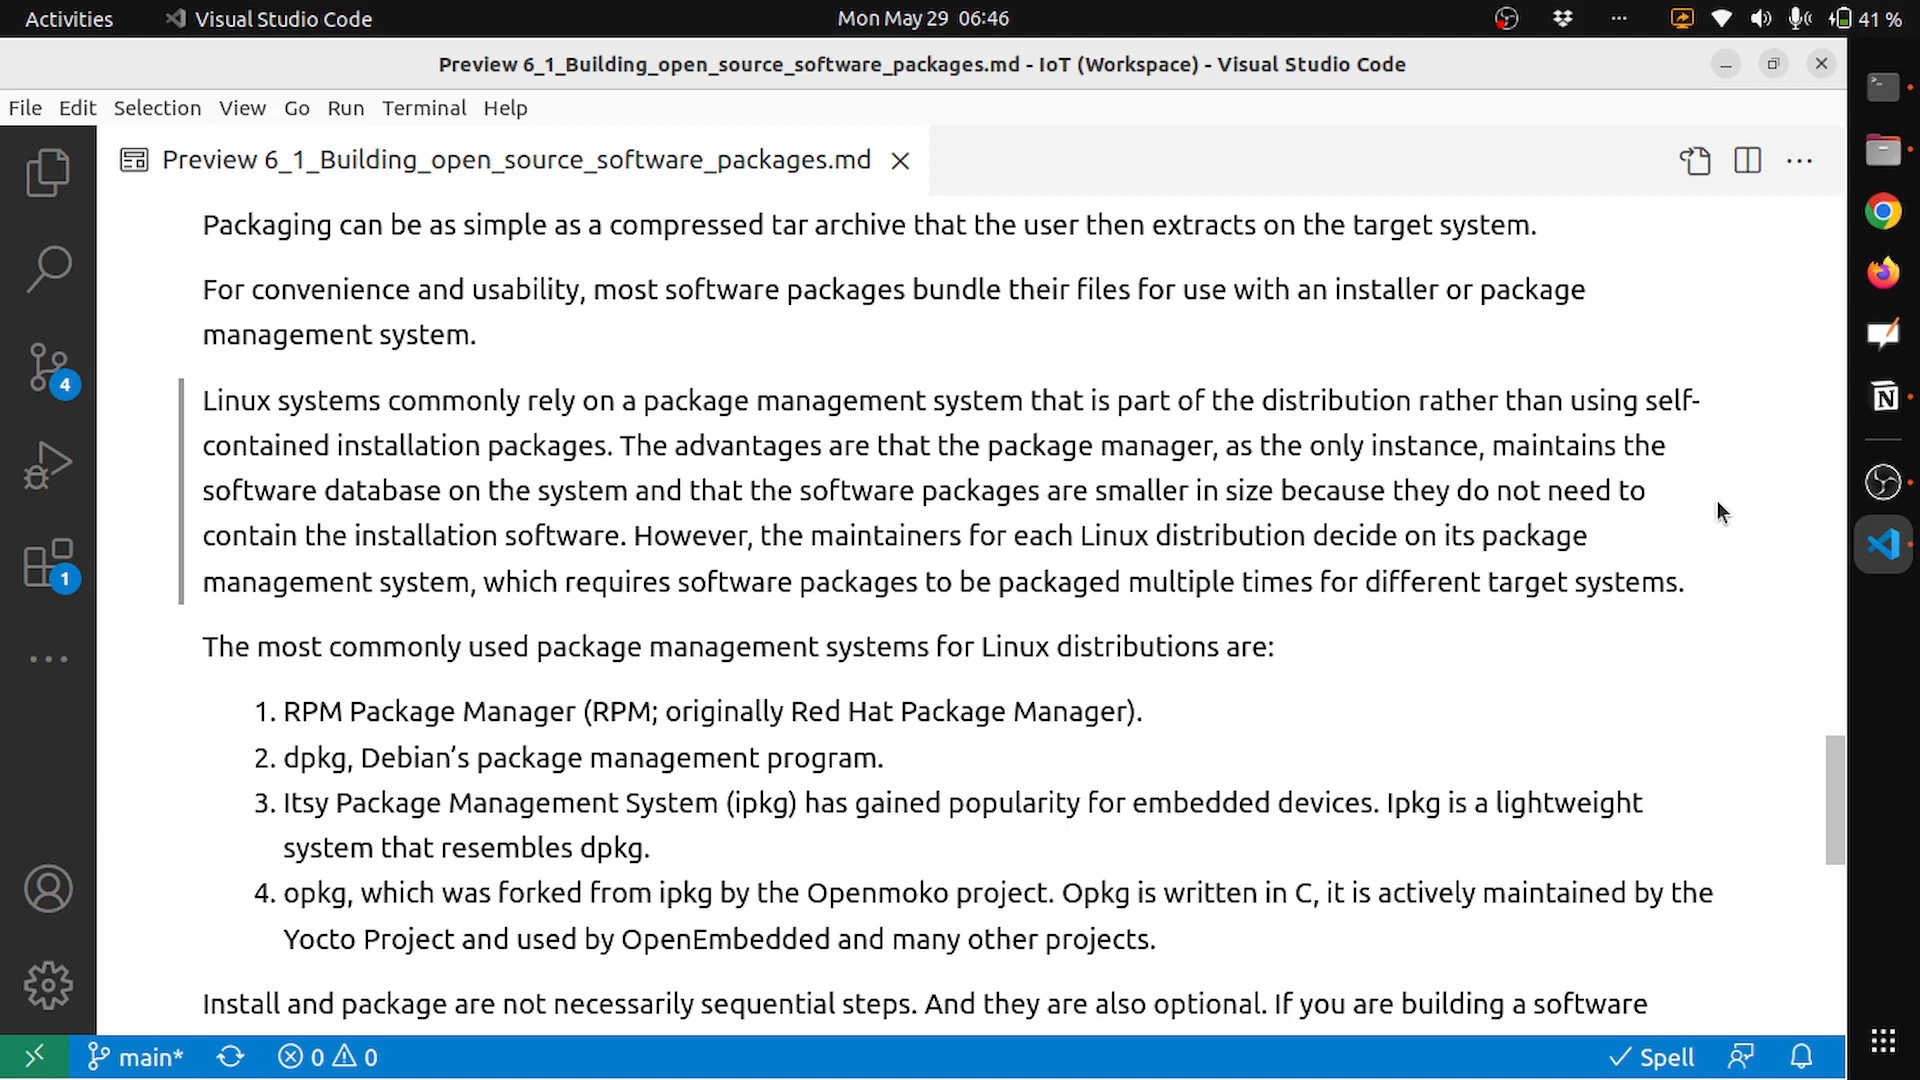 Activities
Visual Studio Code
Mon May 29 06:46
41 %
Preview 6_1_Building_open_source_software_packages.md - IoT (Workspace) - Visual Studio Code
File Edit Selection View Go Run Terminal Help
Preview 6_1_Building_open_source_software_packages.md
Packaging can be as simple as a compressed tar archive that the user then extracts on the target system.
For convenience and usability, most software packages bundle their files for use with an installer or package
management system.
Linux systems commonly rely on a package management system that is part of the distribution rather than using self-
contained installation packages. The advantages are that the package manager, as the only instance, maintains the
software database on the system and that the software packages are smaller in size because they do not need to
contain the installation software. However, the maintainers for each Linux distribution decide on its package
management system, which requires software packages to be packaged multiple times for different target systems.
The most commonly used package management systems for Linux distributions are:
1. RPM Package Manager (RPM; originally Red Hat Package Manager).
2. dpkg, Debian’s package management program.
3. Itsy Package Management System (ipkg) has gained popularity for embedded devices. Ipkg is a lightweight
system that resembles dpkg.
4. opkg, which was forked from ipkg by the Openmoko project. Opkg is written in C, it is actively maintained by the
Yocto Project and used by OpenEmbedded and many other projects.
Install and package are not necessarily sequential steps. And they are also optional. If you are building a software
4
1
main*
0
0
Spell
N